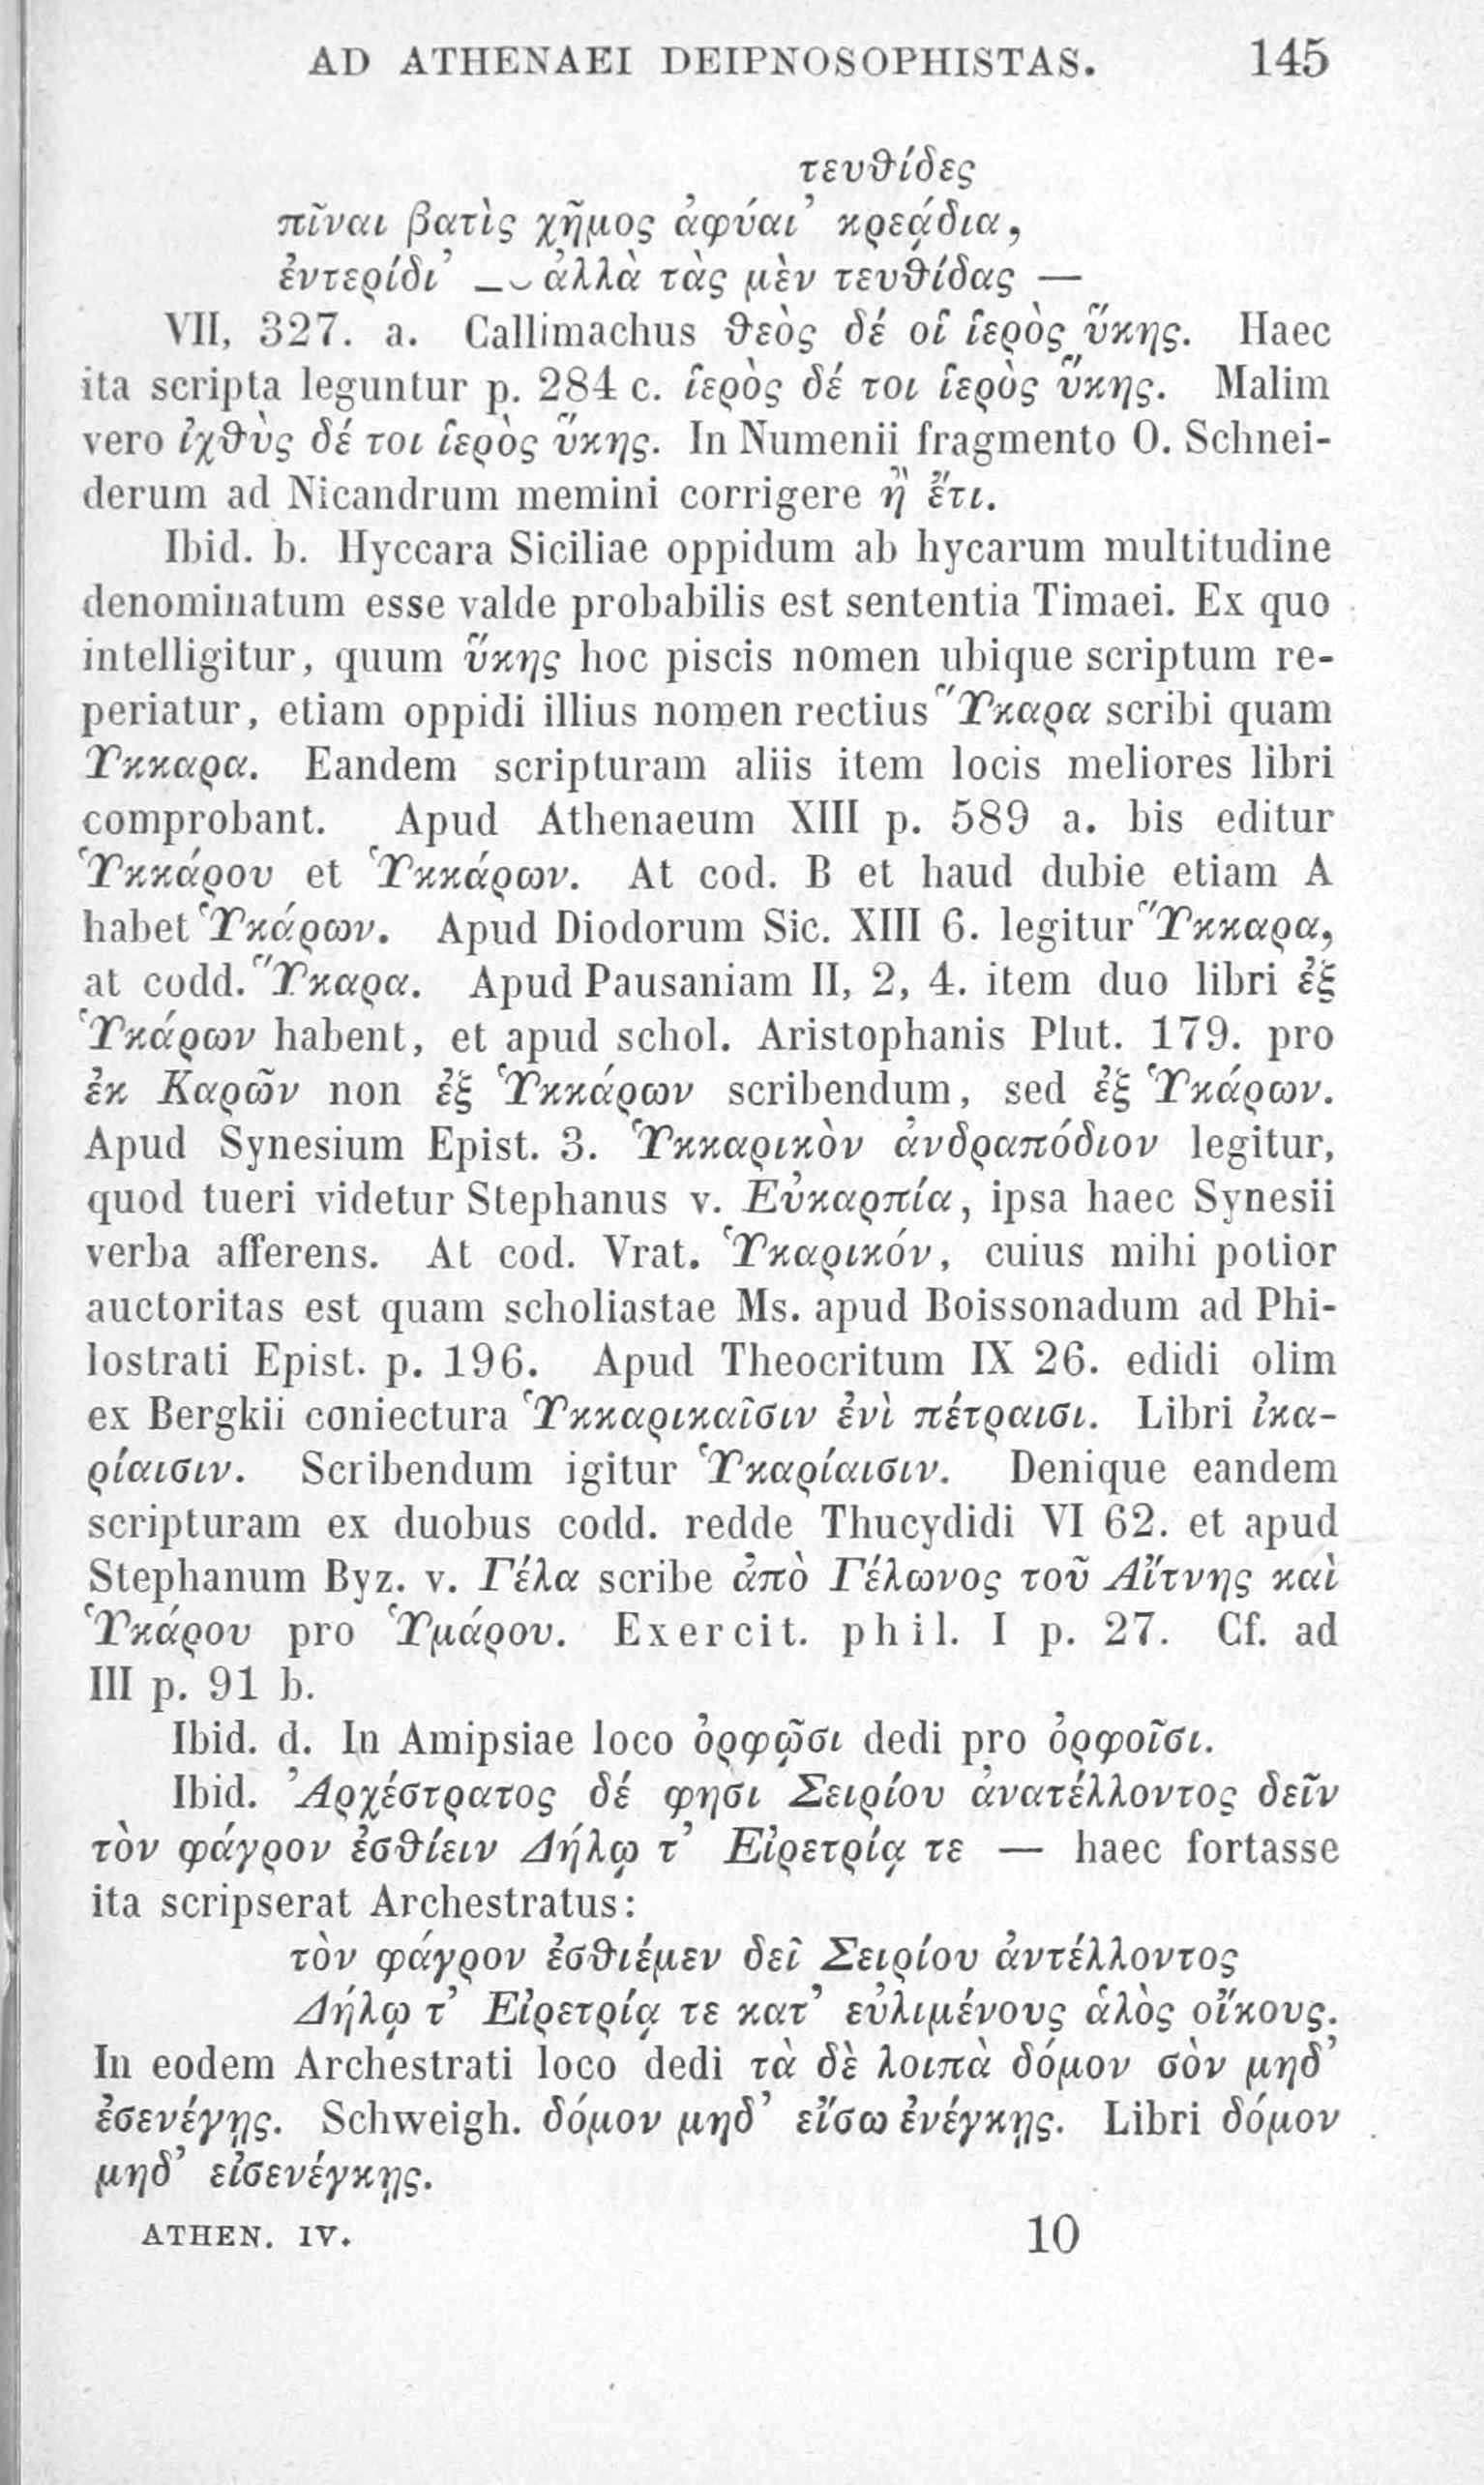 AD ATHENAEI DEIPNOSOPHISTAS. 145
τευθίδες
πῖναι βατὶς χῆμος ἀφύαι’ κρεᾴδια,
ἐντερίδι’ _ ⏑ ἀλλὰ τὰς μὲν τευθίδας —
VII, 327. a. Callimachus θεὸς δέ οἱ ἱερὸς ὕκης. Haec
ita scripta leguntur p. 284 c. ἱερὸς δέ τοι ἱερὸς ὕκης. Malim
vero ἰχθὺς δέ τοι ἱερὸς ὕκης. In Numenii fragmento O. Schnei-
derum ad Nicandrum memini corrigere ἢ ἔτι.
Ibid. b. Hyccara Siciliae oppidum ab hycarum multitudine
denominatum esse valde probabilis est sententia Timaei. Ex quo
intelligitur, quum ὕκης hoc piscis nomen ubique scriptum re-
periatur, etiam oppidi illius nomen rectius Ὕκαρα scribi quam
Υκκαρα. Eandem scripturam aliis item locis meliores libri
comprobant. Apud Athenaeum XIII p. 589 a. bis editur
Ὑκκάρου et Ὑκκάρων. At cod. B et haud dubie etiam A
habet Ὑκάρων. Apud Diodorum Sic. XIII 6. legitur Ὕκκαρα,
at codd. Ὕκαρα. Apud Pausaniam II, 2, 4. item duo libri ἐξ
Ὑκάρων habent, et apud schol. Aristophanis Plut. 179. pro
ἐκ Καρῶν non ἐξ Ὑκκάρων scribendum, sed ἐξ Ὑκάρων.
Apud Synesium Epist. 3. Ὑκκαρικὸν ἀνδραπόδιον legitur,
quod tueri videtur Stephanus v. Εὐκαρπία, ipsa haec Synesii
verba afferens. At cod. Vrat. Ὑκαρικόν, cuius mihi potior
auctoritas est quam scholiastae Ms. apud Boissonadum ad Phi-
lostrati Epist. p. 196. Apud Theocritum IX 26. edidi olim
ex Bergkii coniectura Ὑκκαρικαῖσιν ἐνὶ πέτραισι. Libri ἰκα-
ρίαισιν. Scribendum igitur Ὑκαρίαισιν. Denique eandem
scripturam ex duobus codd. redde Thucydidi VI 62. et apud
Stephanum Byz. v. Γέλα scribe ἀπὸ Γέλωνος τοῦ Αἴτνης καὶ
Ὑκάρου pro Ὑμάρου. Exercit. phil. I p. 27. Cf. ad
III p. 91 b.
Ibid. d. In Amipsiae loco ὀρφῷσι dedi pro ὀρφοῖσι.
Ibid. Ἀρχέστρατος δέ φησι Σειρίου ἀνατέλλοντος δεῖν
τὸν φάγρον ἐσθίειν Δήλῳ τ’ Εἰρετρίᾳ τε — haec fortasse
ita scripserat Archestratus:
τὸν φάγρον ἐσθιέμεν δεῖ Σειρίου ἀντέλλοντος
Δήλῳ τ’ Εἰρετρίᾳ τε κατ’ εὐλιμένους ἁλὸς οἴκους.
In eodem Archestrati loco dedi τὰ δὲ λοιπὰ δόμον σὸν μηδ’
ἐσενέγῃς. Schweigh. δόμον μηδ’ εἴσω ἐνέγκῃς. Libri δόμον
μηδ’ εἰσενέγκῃς.
ATHEN. IV. 10